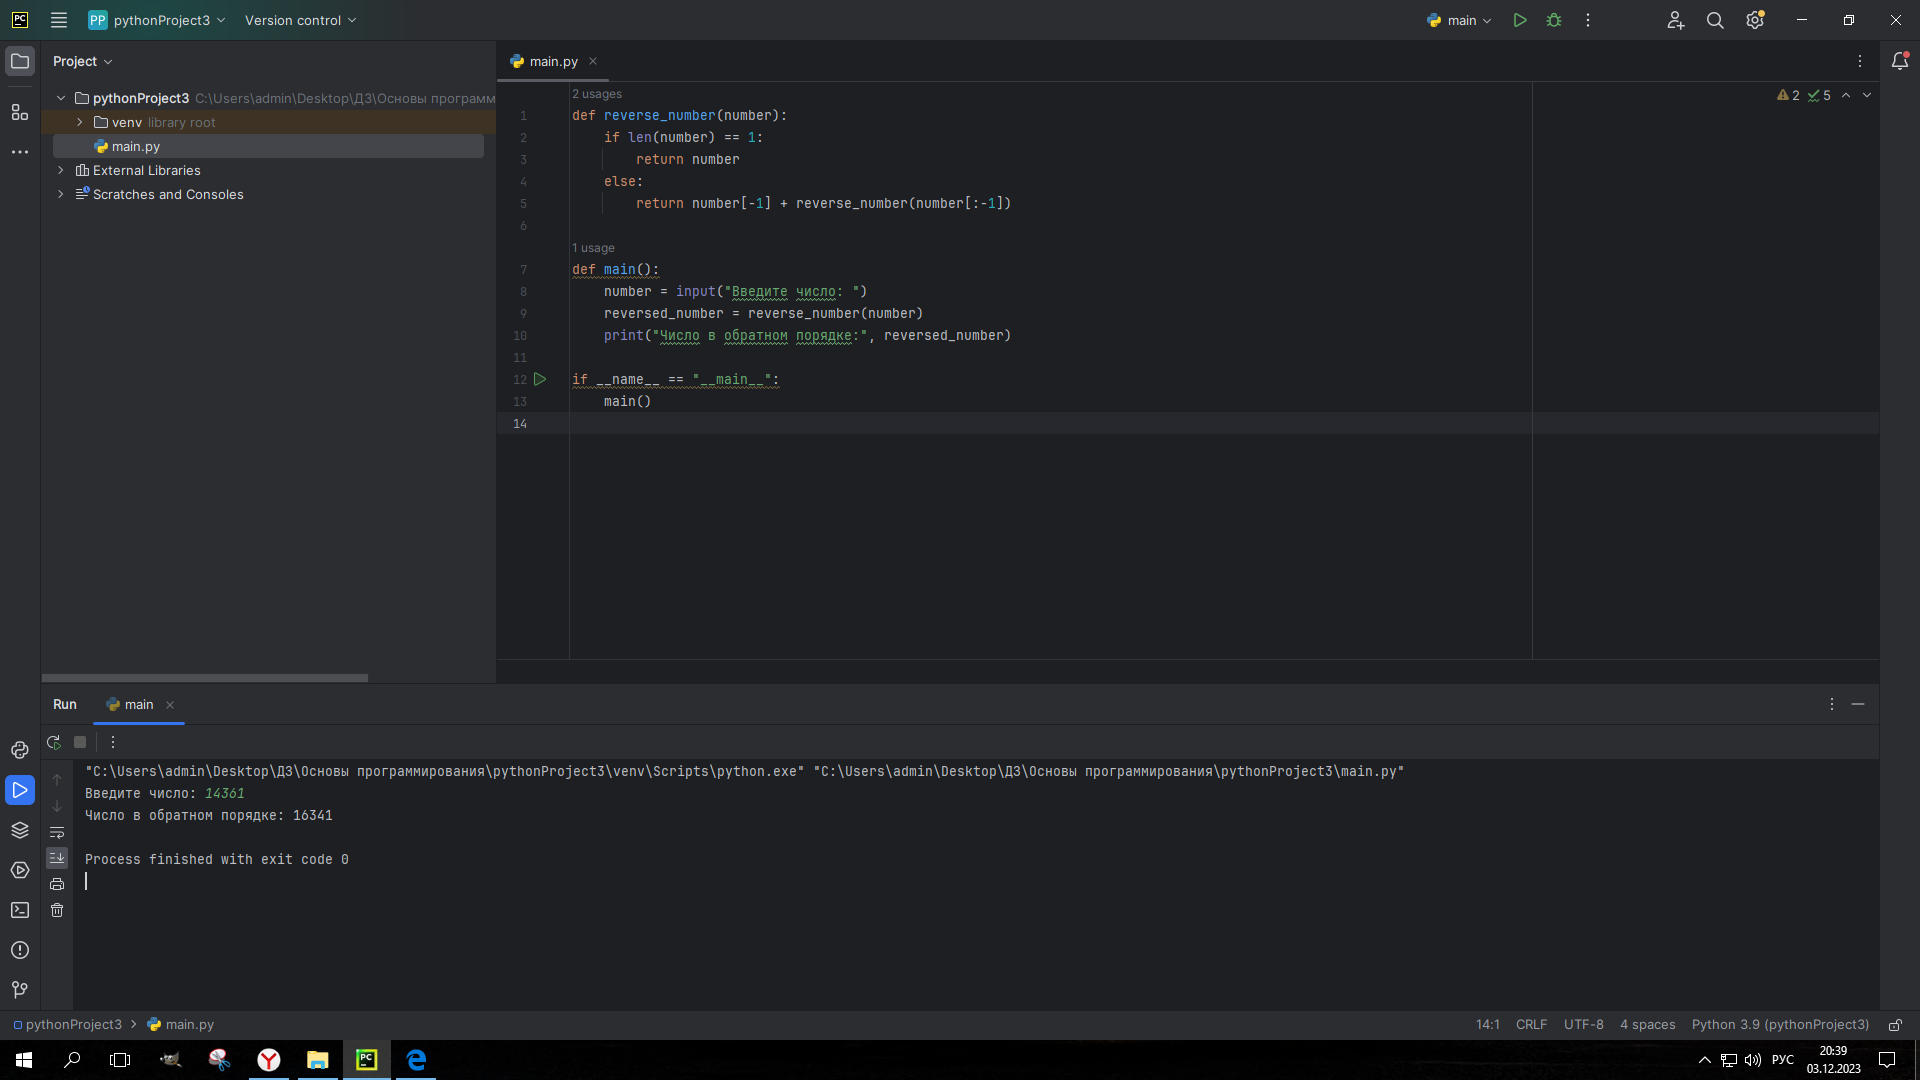 PC PP pythonProject3 Version control main
Project
main.py
pythonProject3 C:\Users\admin\Desktop\ДЗ\Основы программ
venv library root
main.py
External Libraries
Scratches and Consoles
2 usages
2 5
1 def reverse_number(number):
2 if len(number) == 1:
3 return number
4 else:
5 return number[-1] + reverse_number(number[:-1])
6
1 usage
7 def main():
8 number = input("Введите число: ")
9 reversed_number = reverse_number(number)
10 print("Число в обратном порядке:", reversed_number)
11
12 if __name__ == "__main__":
13 main()
14
Run main
"C:\Users\admin\Desktop\ДЗ\Основы программирования\pythonProject3\venv\Scripts\python.exe" "C:\Users\admin\Desktop\ДЗ\Основы программирования\pythonProject3\main.py"
Введите число: 14361
Число в обратном порядке: 16341
Process finished with exit code 0
pythonProject3 main.py 14:1 CRLF UTF-8 4 spaces Python 3.9 (pythonProject3)
PC
РУС
20:39
03.12.2023